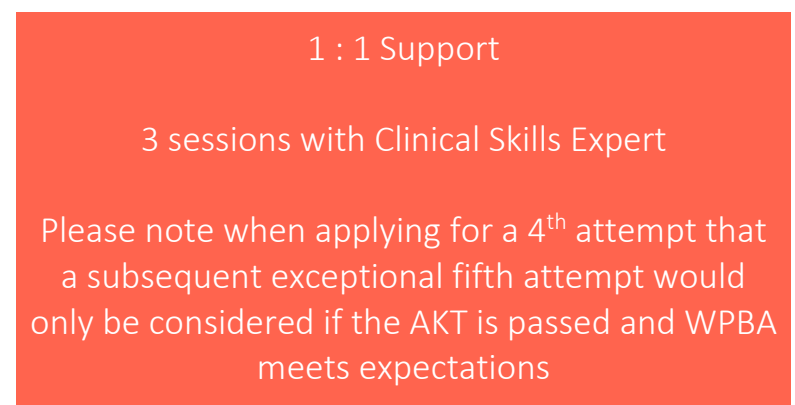 1 : 1 Support
3 sessions with Clinical Skills Expert
Please note when applying for a 4th attempt that
a subsequent exceptional fifth attempt would
only be considered if the AKT is passed and WPBA
meets expectations